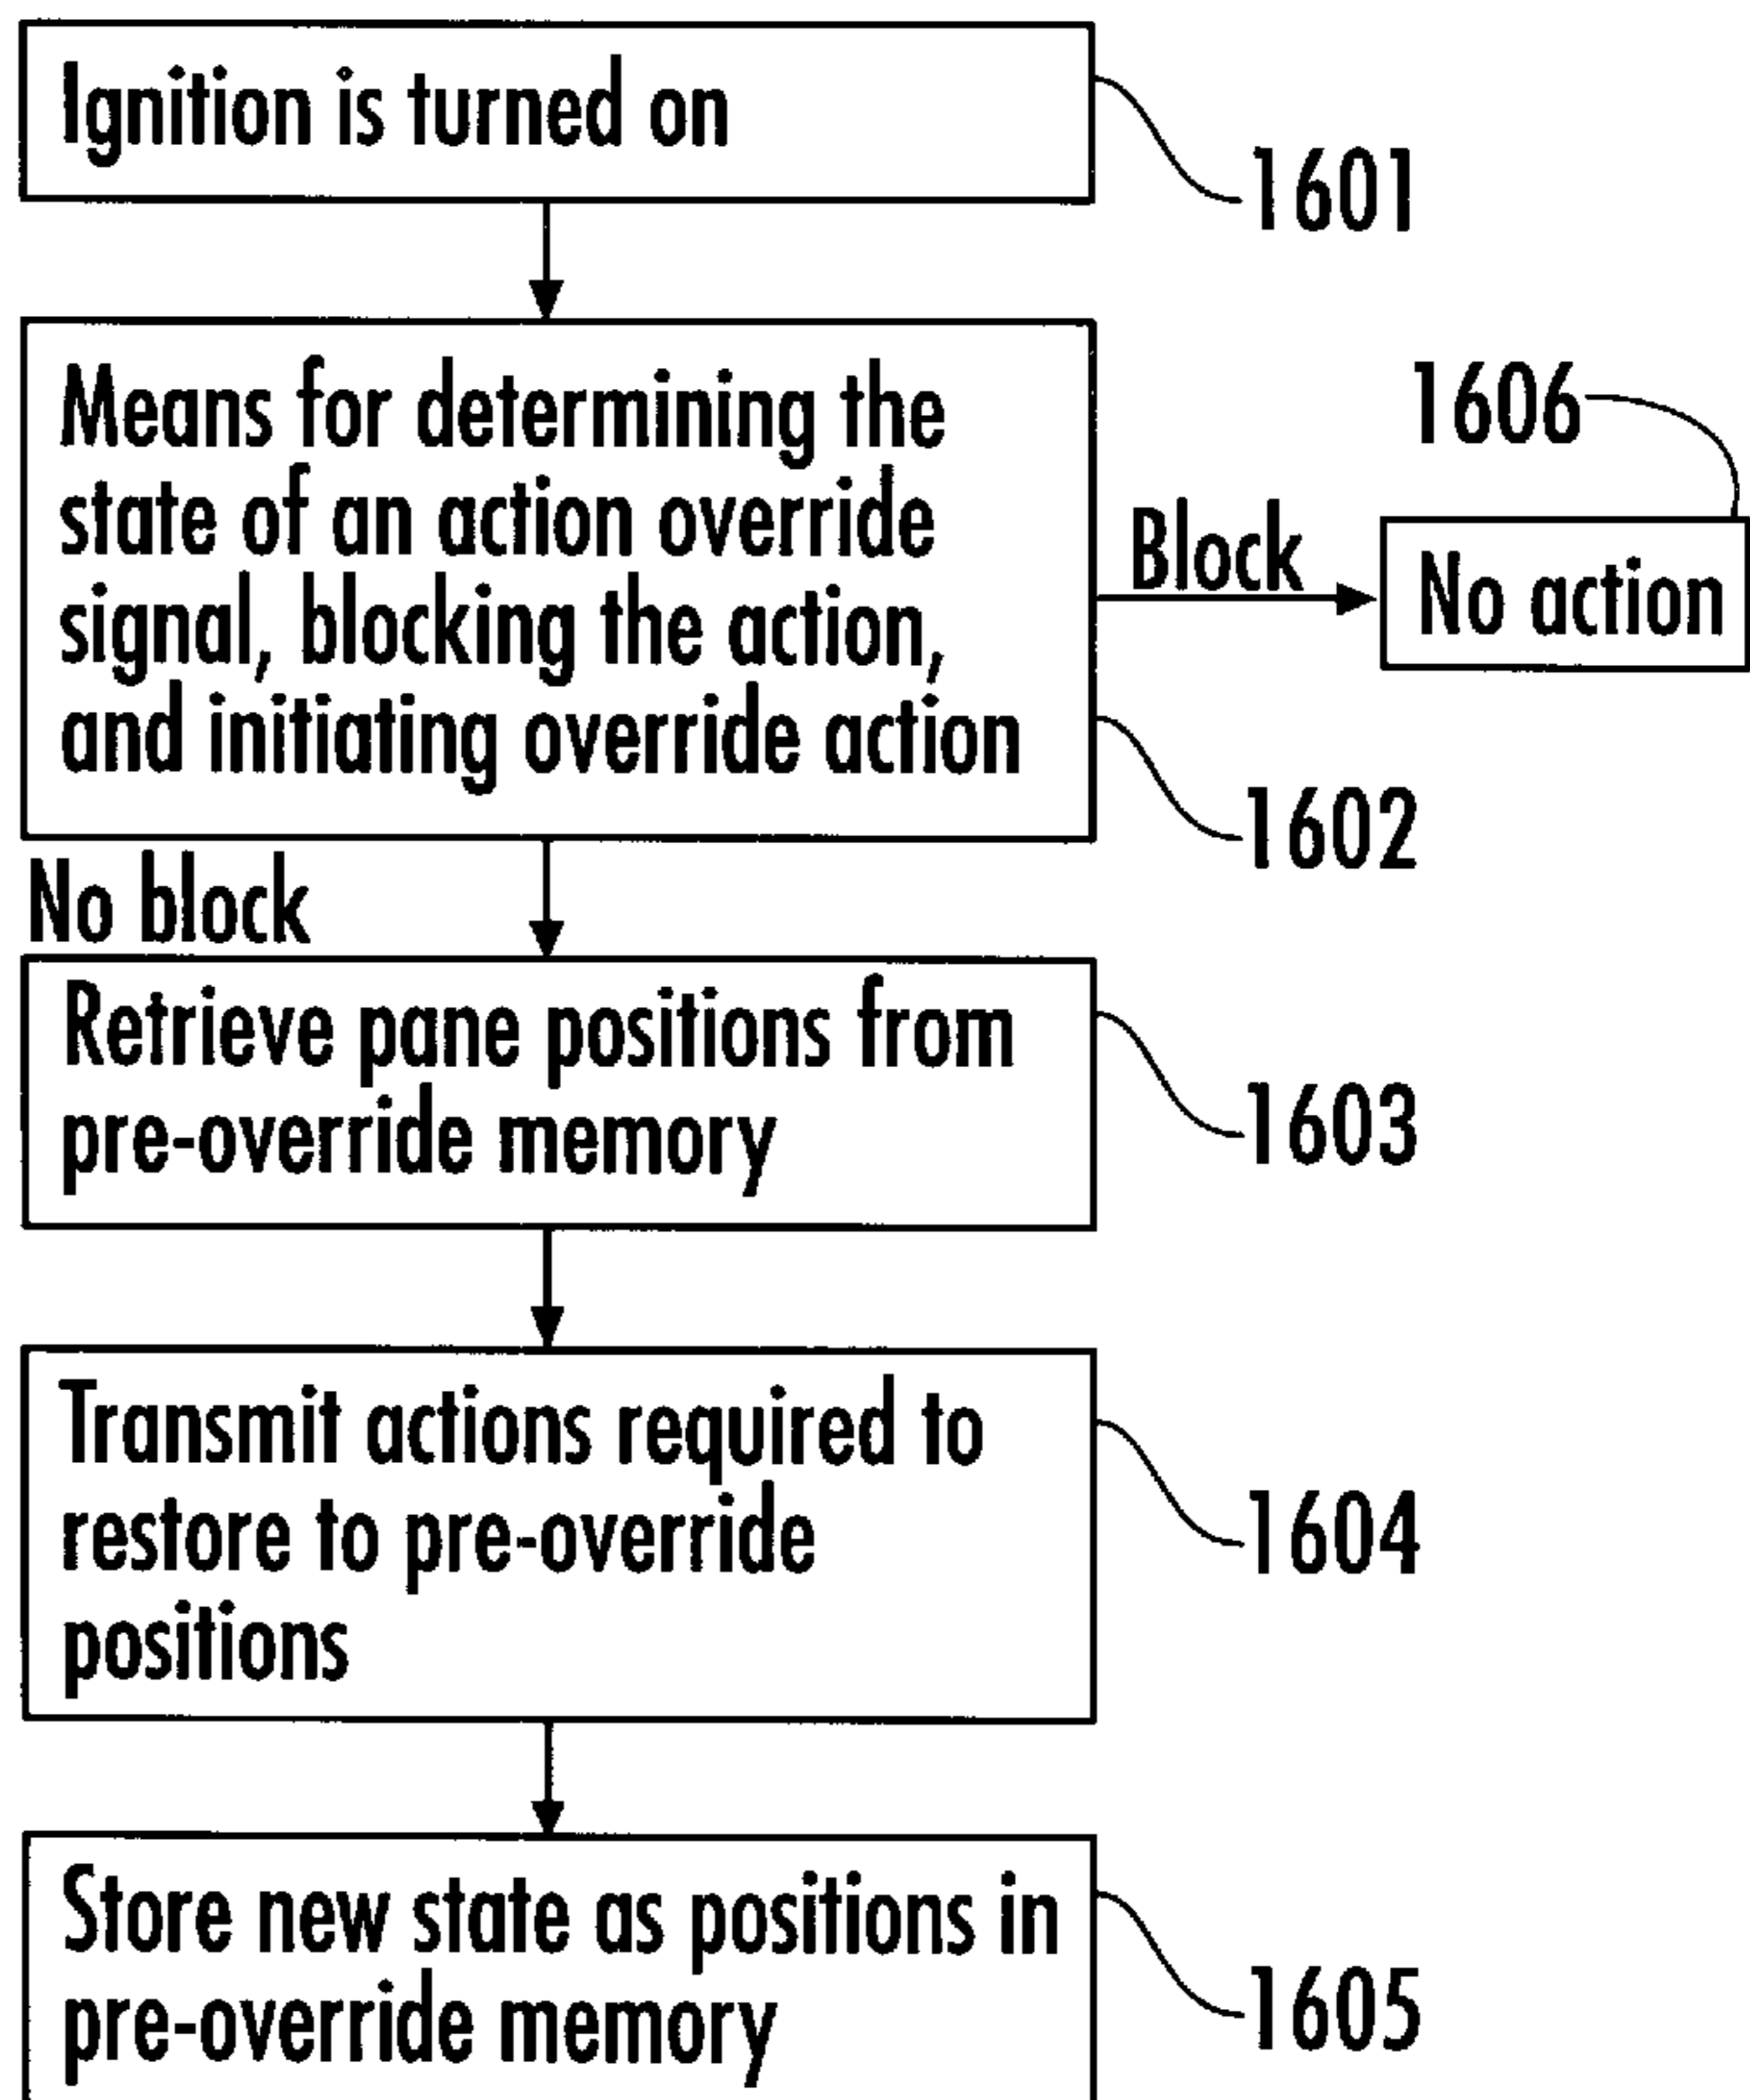 Ignition is turned on
1601
Means for determining the
state of an action override
signal, blocking the action,
and initiating override action
1602
Block
1606
No action
No block
Retrieve pane positions from
pre-override memory
1603
Transmit actions required to
restore to pre-override
positions
1604
Store new state as positions in
pre-override memory
1605